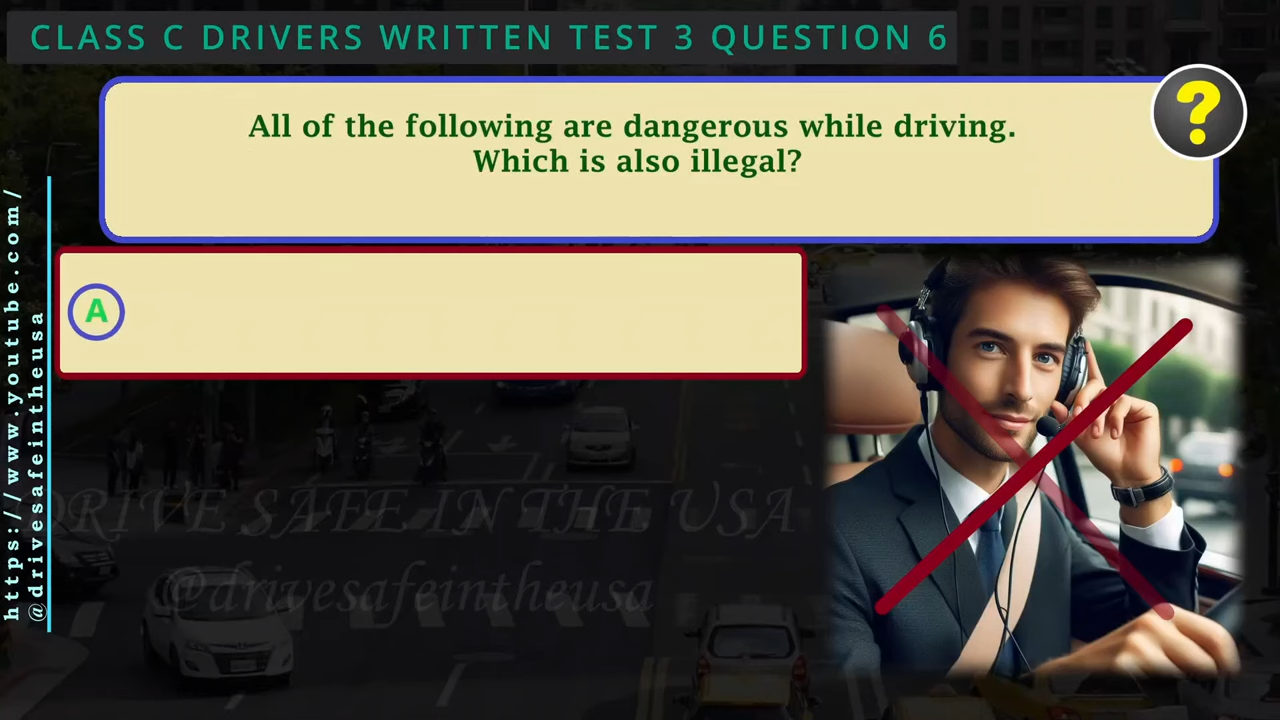 CLASS C DRIVERS WRITTEN TEST 3 QUESTION 6
All of the following are dangerous while driving.
Which is also illegal?
?
A
DRIVE SAFE IN THE USA
@drivesafeintheusa
https://www.youtube.com/
@drivesafeintheusa